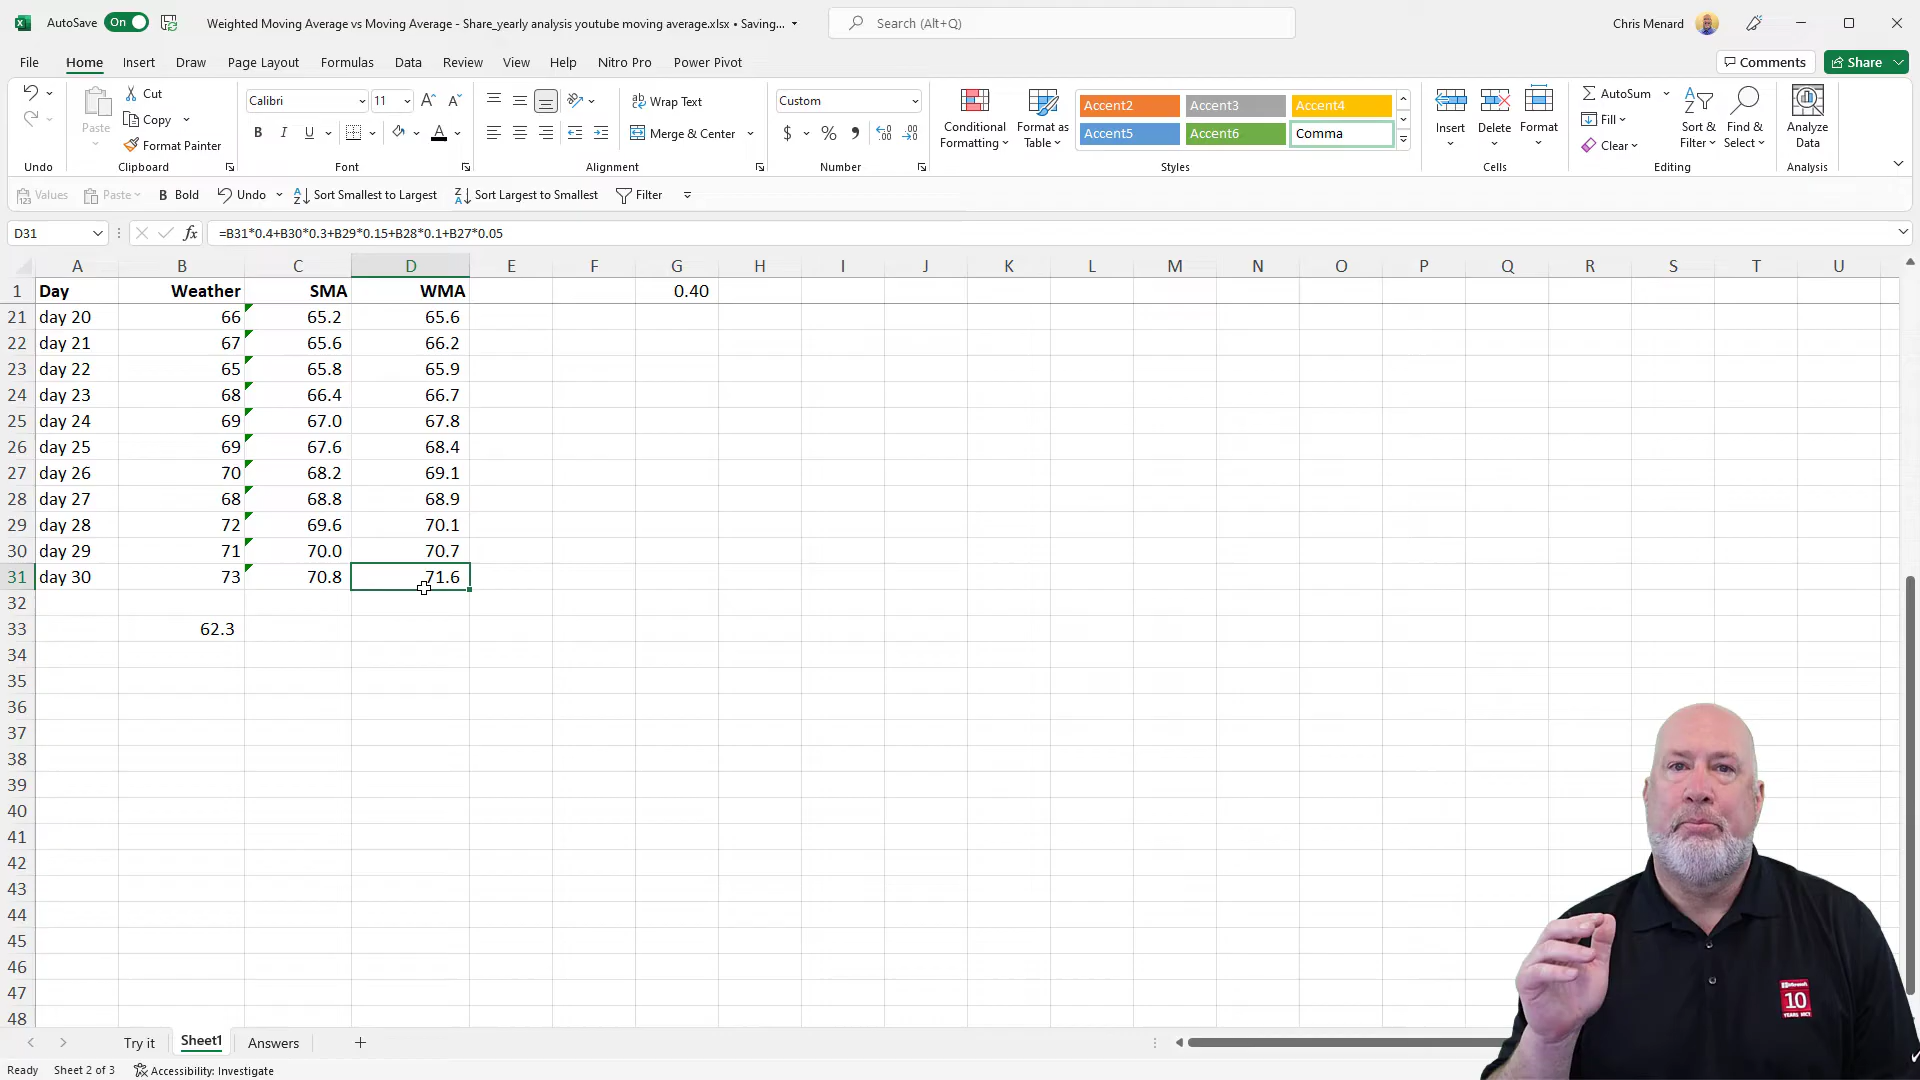 AutoSave On Weighted Moving Average vs Moving Average - Share_yearly analysis youtube moving average.xlsx • Saving... Search (Alt+Q) Chris Menard
File Home Insert Draw Page Layout Formulas Data Review View Help Nitro Pro Power Pivot Comments Share
Undo
Paste Cut Copy Format Painter
Clipboard
Calibri 11 A A B I U A
Font
Wrap Text
Merge & Center
Alignment
Custom
$ % 9
Number
Conditional Formatting Format as Table
Accent2 Accent3 Accent4
Accent5 Accent6 Comma
Styles
Insert Delete Format
Cells
AutoSum
Fill
Clear
Sort & Filter Find & Select
Editing
Analyze Data
Analysis
Values Paste B Bold Undo Sort Smallest to Largest Sort Largest to Smallest Filter
D31 fx =B31*0.4+B30*0.3+B29*0.15+B28*0.1+B27*0.05
A B C D E F G H I J K L M N O P Q R S T U
1 Day Weather SMA WMA 0.40
21 day 20 66 65.2 65.6
22 day 21 67 65.6 66.2
23 day 22 65 65.8 65.9
24 day 23 68 66.4 66.7
25 day 24 69 67.0 67.8
26 day 25 69 67.6 68.4
27 day 26 70 68.2 69.1
28 day 27 68 68.8 68.9
29 day 28 72 69.6 70.1
30 day 29 71 70.0 70.7
31 day 30 73 70.8 71.6
32
33 62.3
34
35
36
37
38
39
40
41
42
43
44
45
46
47
48
Microsoft
10
YEARS MCT
Try it Sheet1 Answers
Ready Sheet 2 of 3 Accessibility: Investigate